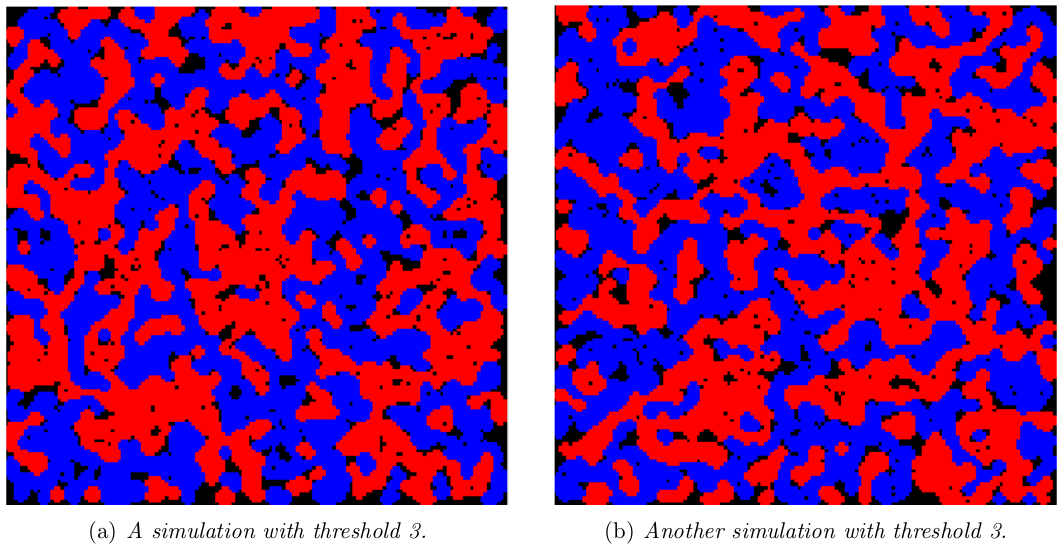 (a) A simulation with threshold 3.
(b) Another simulation with threshold 3.